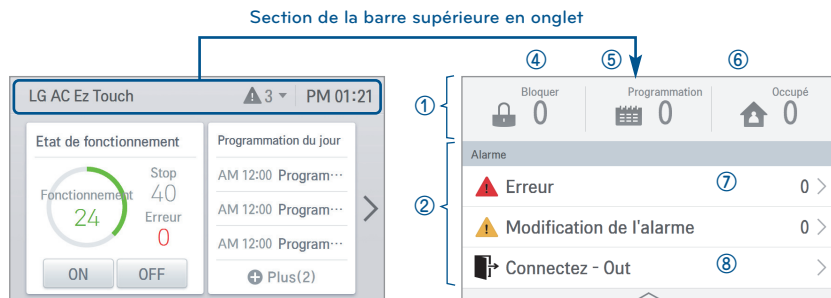 Section de la barre supérieure en onglet
LG AC Ez Touch 3 PM 01:21
Etat de fonctionnement
Fonctionnement
24
Stop
40
Erreur
0
ON OFF
Programmation du jour
AM 12:00 Program···
AM 12:00 Program···
AM 12:00 Program···
Plus(2)
④ ⑤ ⑥
① Bloquer 0 Programmation 0 Occupé 0
②
Alarme
Erreur ⑦ 0
Modification de l'alarme 0
Connectez - Out ⑧